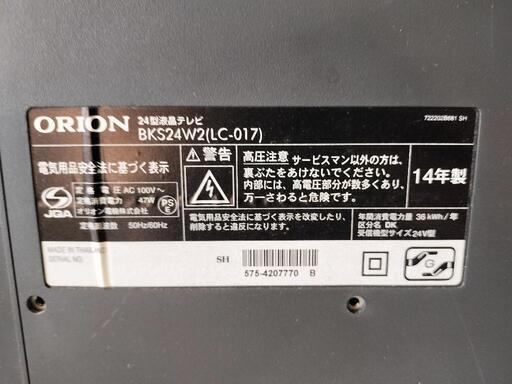 ORION
24型液晶テレビ
BKS24W2(LC-017)
722202B681 SH
電気用品安全法に基づく表示
JQA
定格電圧 AC 100V～
定格消費電力 47W
オリオン電機株式会社
定格周波数 50Hz/60Hz
PS
E
警告
高圧注意 サービスマン以外の方は、
裏ぶたをあけないでください。
内部には、高電圧部分が数多くあり、
万一さわると危険です。
電気用品安全法に基づく表示を改変したり、
削除すると違反になります。
14年製
年間消費電力量 36 kWh/年
区分名 DK
受信機型サイズ 24V型
MADE IN THAILAND
SERIAL NO.
SH
575-4207770 B
G